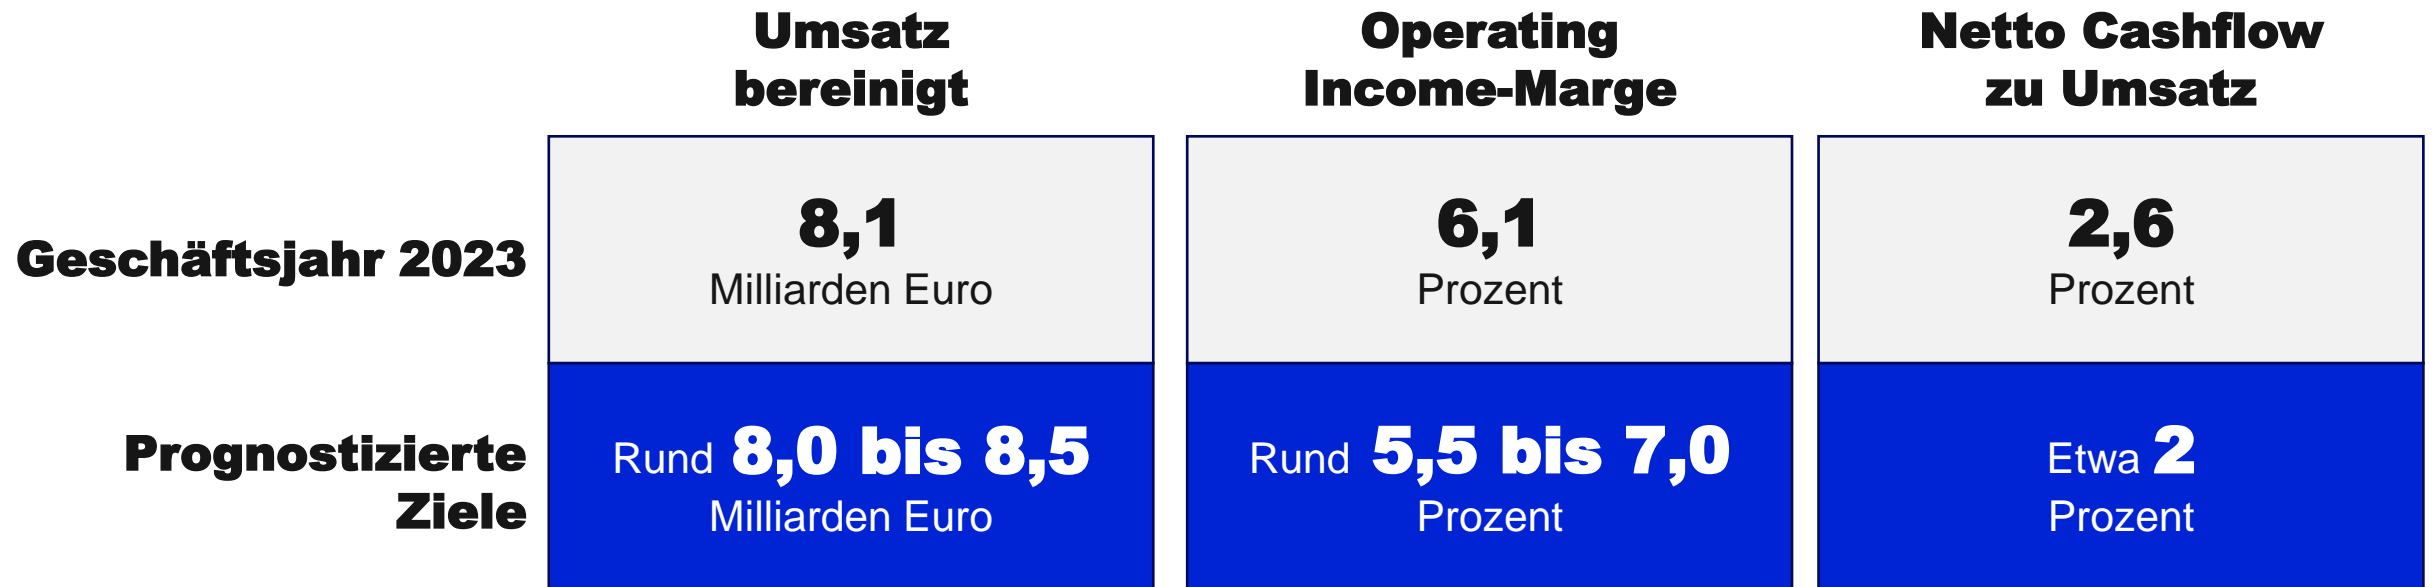 Umsatz
bereinigt
Operating
Income-Marge
Netto Cashflow
zu Umsatz
Geschäftsjahr 2023
8,1
Milliarden Euro
6,1
Prozent
2,6
Prozent
Prognostizierte
Ziele
Rund 8,0 bis 8,5
Milliarden Euro
Rund 5,5 bis 7,0
Prozent
Etwa 2
Prozent